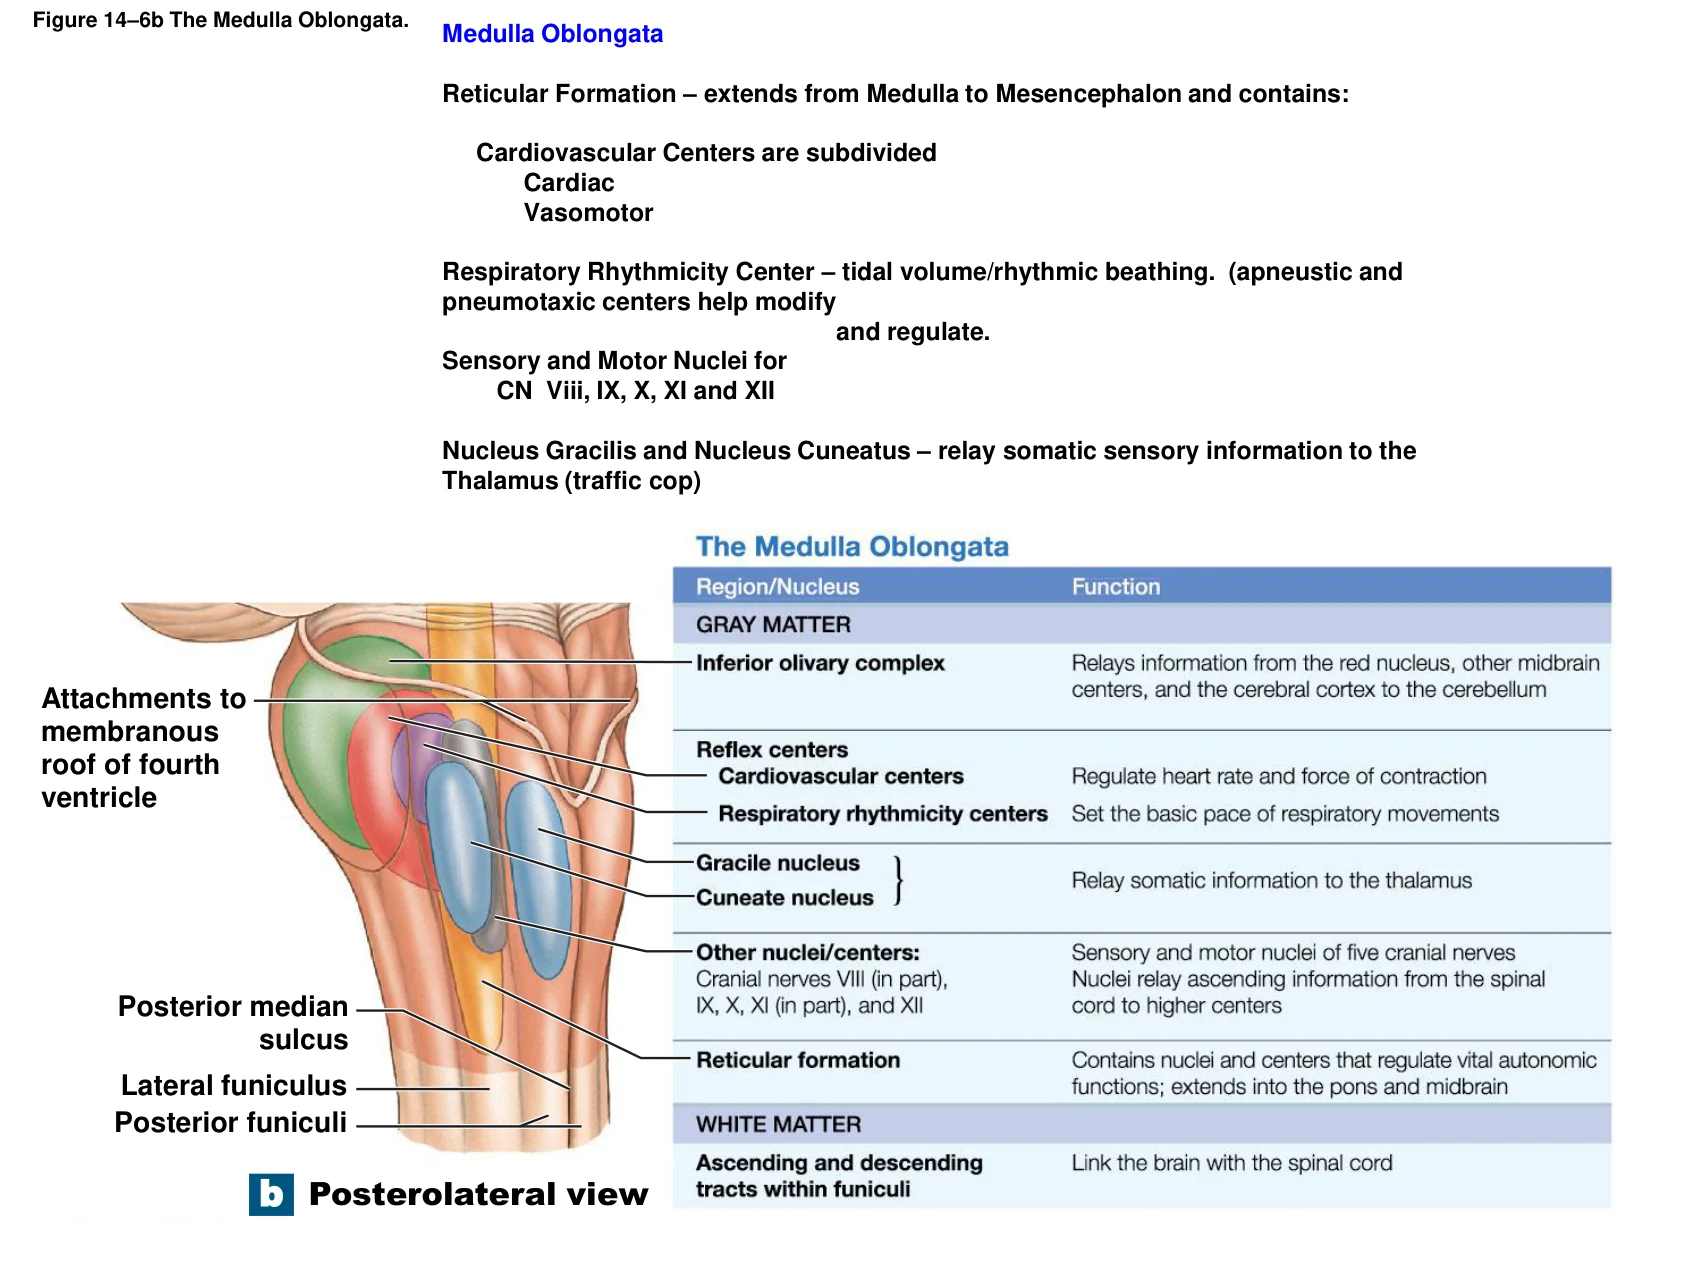 Figure 14–6b The Medulla Oblongata.
Medulla Oblongata
Reticular Formation – extends from Medulla to Mesencephalon and contains:
Cardiovascular Centers are subdivided
Cardiac
Vasomotor
Respiratory Rhythmicity Center – tidal volume/rhythmic beathing.  (apneustic and
pneumotaxic centers help modify
and regulate.
Sensory and Motor Nuclei for
CN  Viii, IX, X, XI and XII
Nucleus Gracilis and Nucleus Cuneatus – relay somatic sensory information to the
Thalamus (traffic cop)
The Medulla Oblongata
Region/Nucleus Function
GRAY MATTER
Inferior olivary complex Relays information from the red nucleus, other midbrain
centers, and the cerebral cortex to the cerebellum
Reflex centers
Cardiovascular centers Regulate heart rate and force of contraction
Respiratory rhythmicity centers Set the basic pace of respiratory movements
Gracile nucleus
Cuneate nucleus
} Relay somatic information to the thalamus
Other nuclei/centers: Sensory and motor nuclei of five cranial nerves
Cranial nerves VIII (in part), Nuclei relay ascending information from the spinal
IX, X, XI (in part), and XII cord to higher centers
Reticular formation Contains nuclei and centers that regulate vital autonomic
functions; extends into the pons and midbrain
WHITE MATTER
Ascending and descending Link the brain with the spinal cord
tracts within funiculi
Attachments to
membranous
roof of fourth
ventricle
Posterior median
sulcus
Lateral funiculus
Posterior funiculi
b Posterolateral view